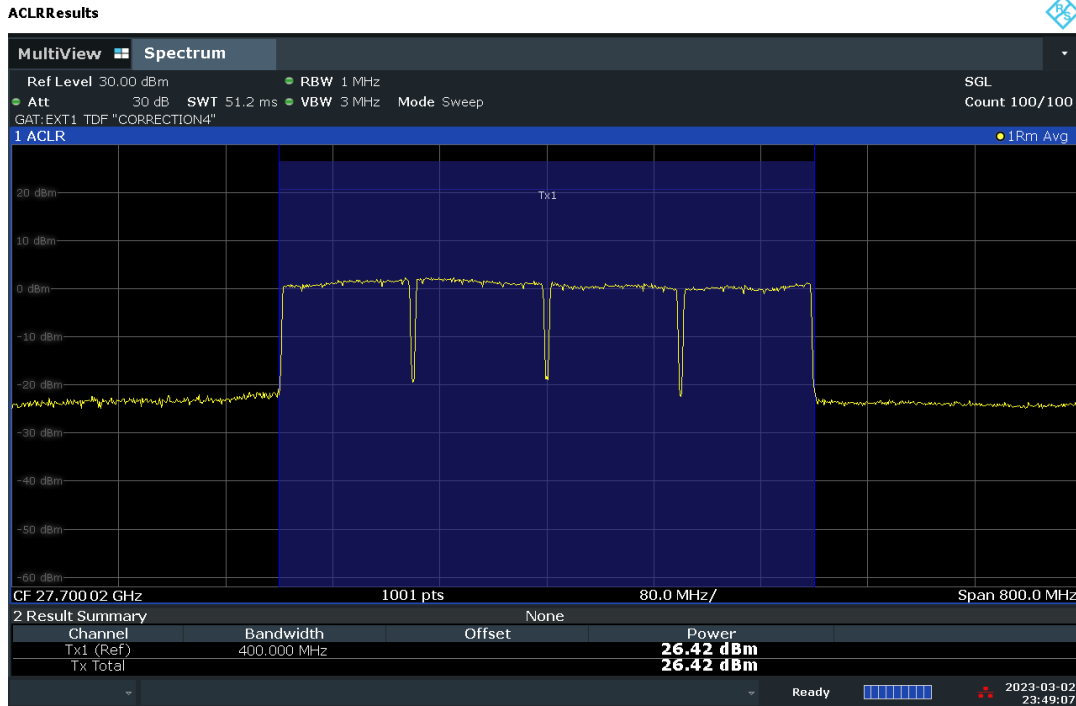 ACLRResults
R&S
MultiView Spectrum
Ref Level 30.00 dBm RBW 1 MHz SGL
Att 30 dB SWT 51.2 ms VBW 3 MHz Mode Sweep Count 100/100
GAT:EXT1 TDF "CORRECTION4"
1 ACLR 1Rm Avg
Tx1
20 dBm
10 dBm
0 dBm
-10 dBm
-20 dBm
-30 dBm
-40 dBm
-50 dBm
-60 dBm
CF 27.700 02 GHz 1001 pts 80.0 MHz/ Span 800.0 MHz
2 Result Summary None
Channel Bandwidth Offset Power
Tx1 (Ref) 400.000 MHz 26.42 dBm
Tx Total 26.42 dBm
Ready 2023-03-02
23:49:07